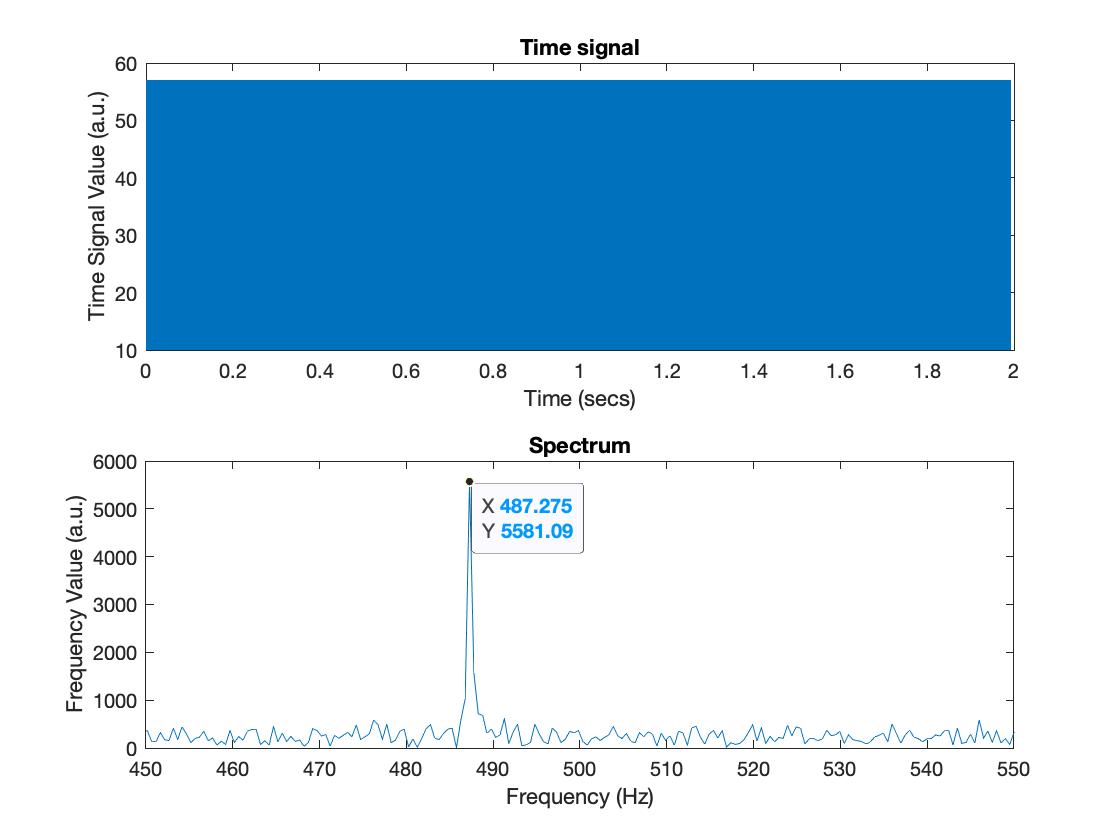 Time signal
60
50
40
30
20
10
Time Signal Value (a.u.)
0 0.2 0.4 0.6 0.8 1 1.2 1.4 1.6 1.8 2
Time (secs)
Spectrum
6000
5000
4000
3000
2000
1000
0
Frequency Value (a.u.)
X 487.275
Y 5581.09
450 460 470 480 490 500 510 520 530 540 550
Frequency (Hz)